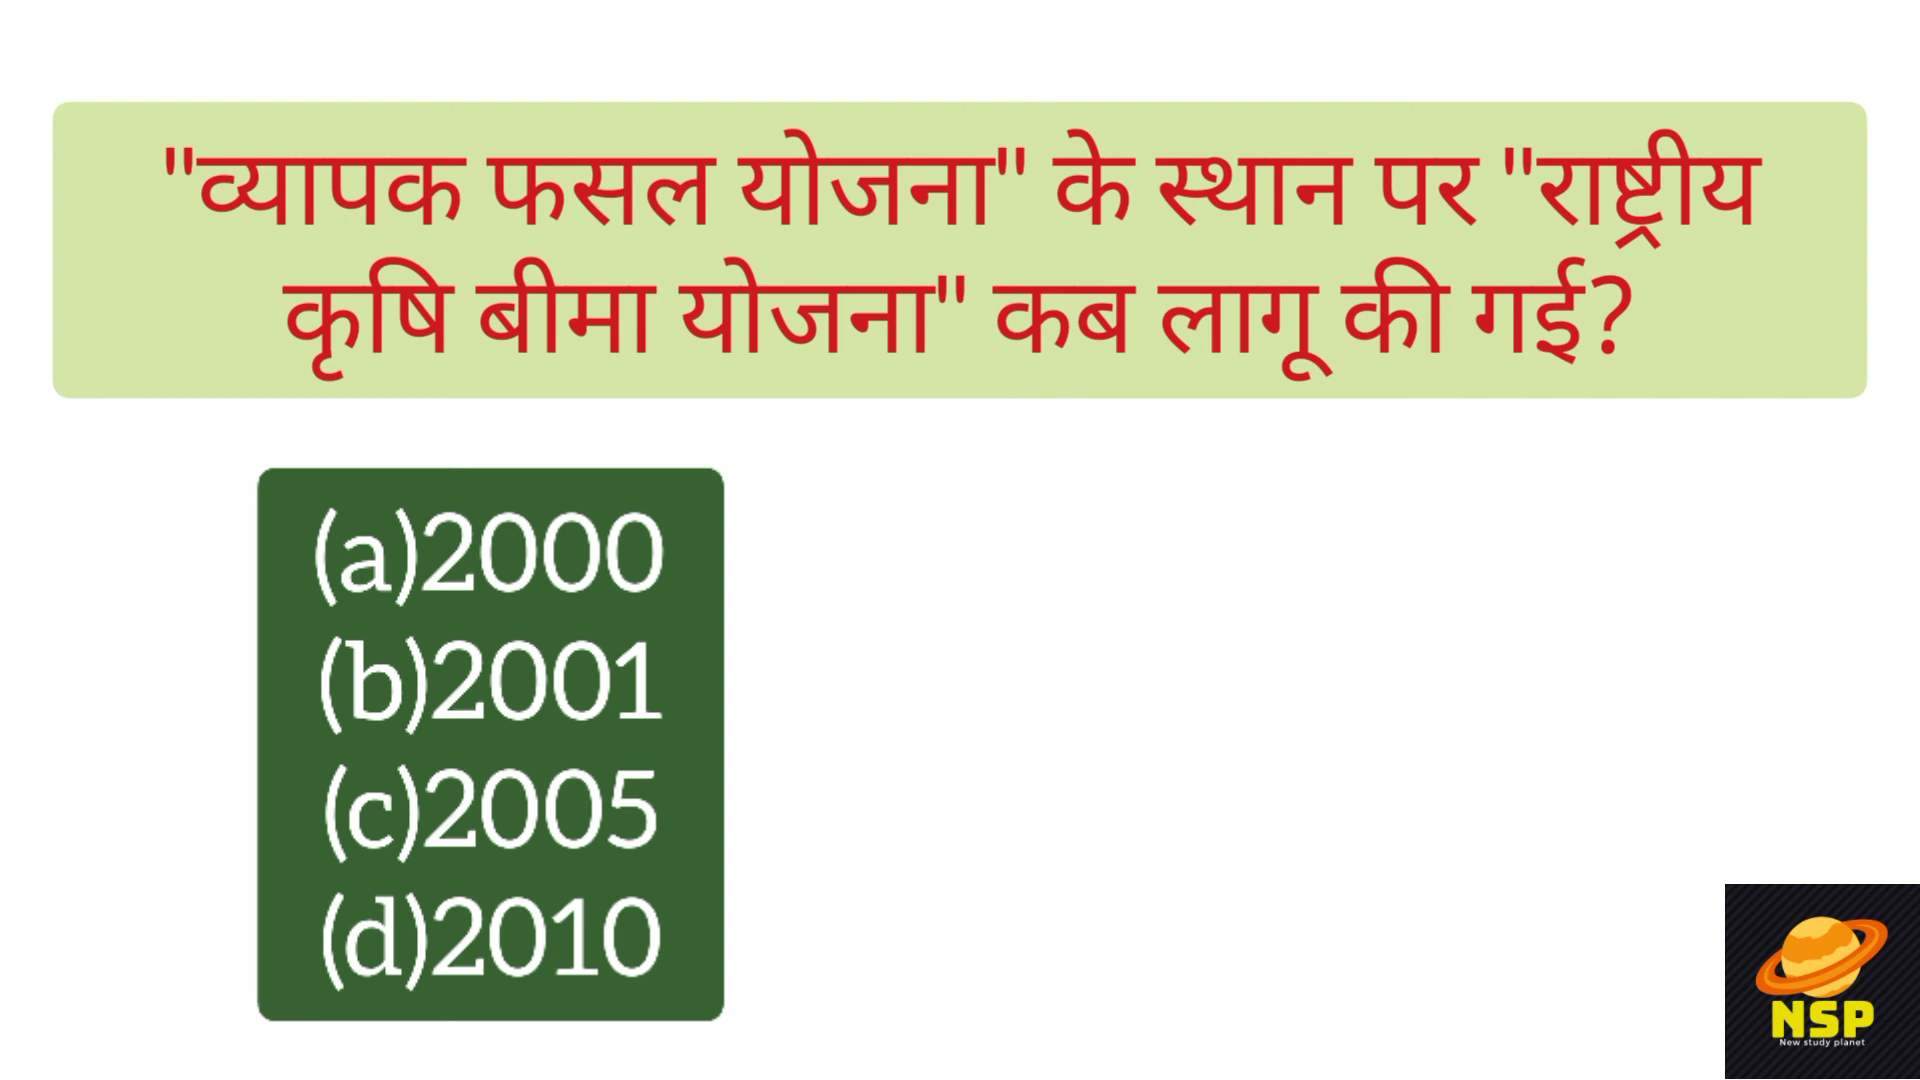 "व्यापक फसल योजना" के स्थान पर "राष्ट्रीय
कृषि बीमा योजना" कब लागू की गई?
(a)2000
(b)2001
(c)2005
(d)2010
NSP
New study planet